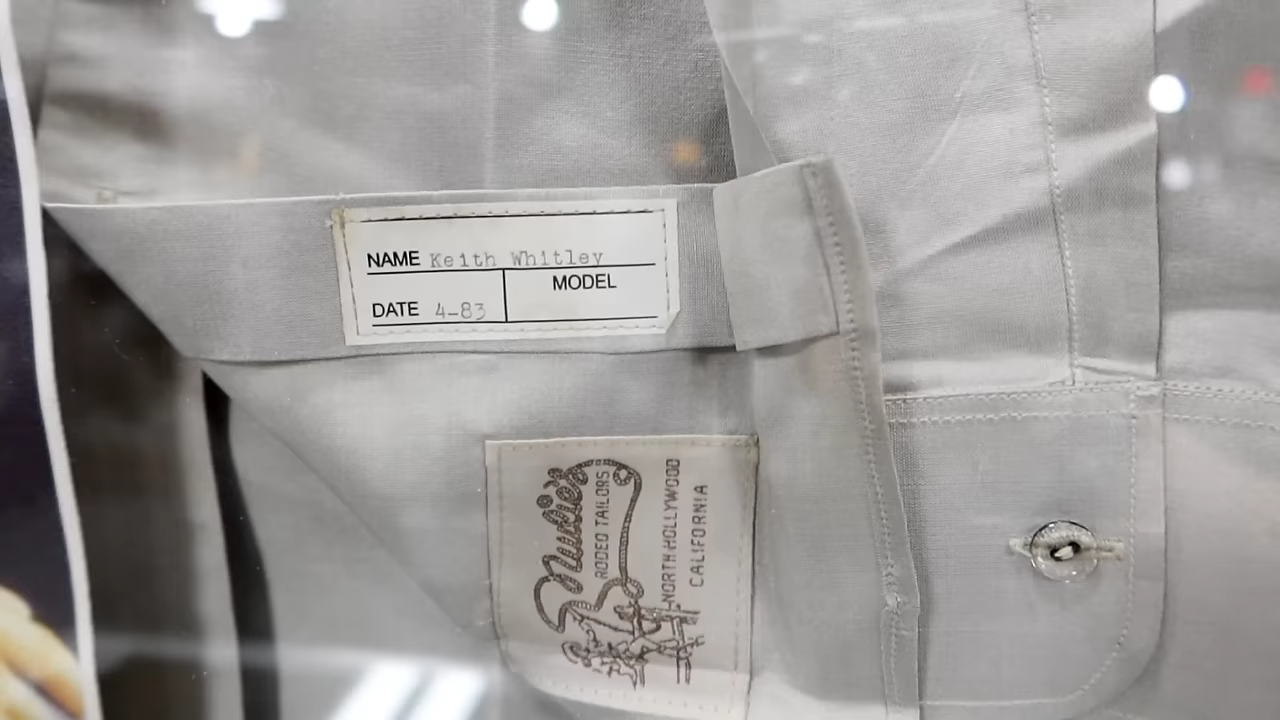 NAME Keith Whitley
MODEL
DATE 4-83
Nudie's
RODEO TAILORS
NORTH HOLLYWOOD
CALIFORNIA